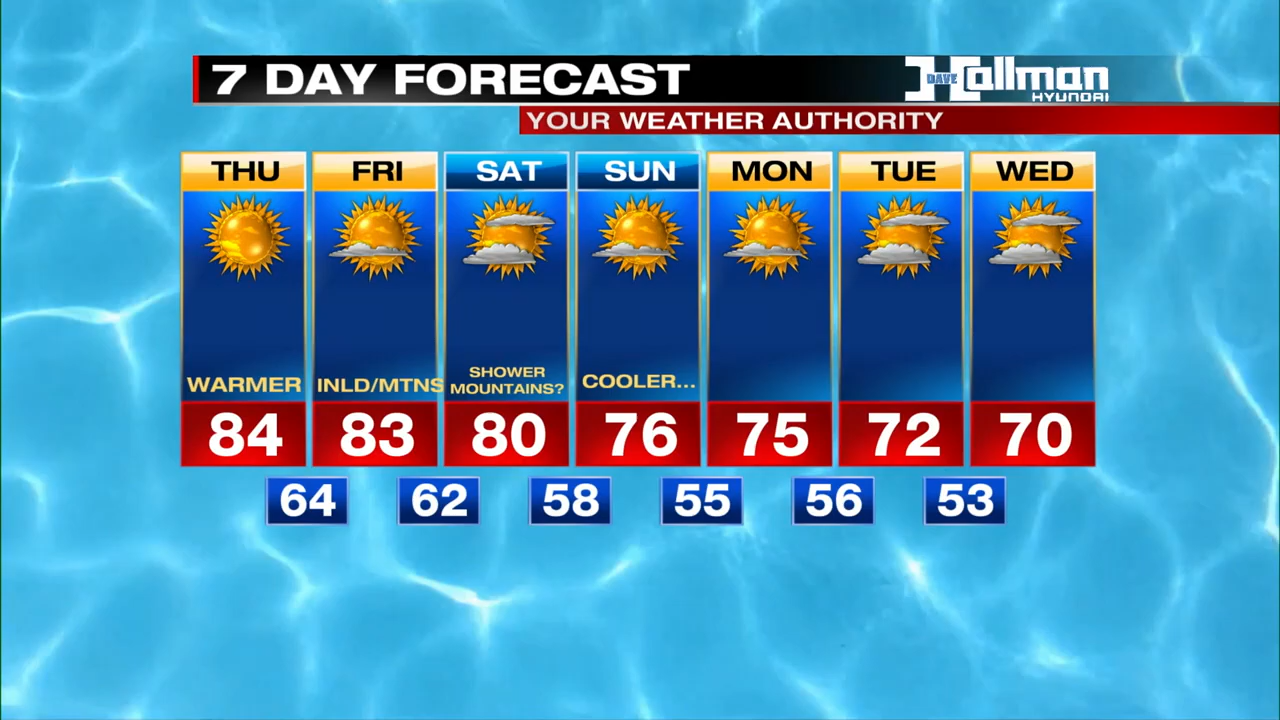 7 DAY FORECAST
DAVE Hallman
HYUNDAI
YOUR WEATHER AUTHORITY
THU FRI SAT SUN MON TUE WED
WARMER INLD/MTNS SHOWER MOUNTAINS? COOLER...
84 83 80 76 75 72 70
64 62 58 55 56 53